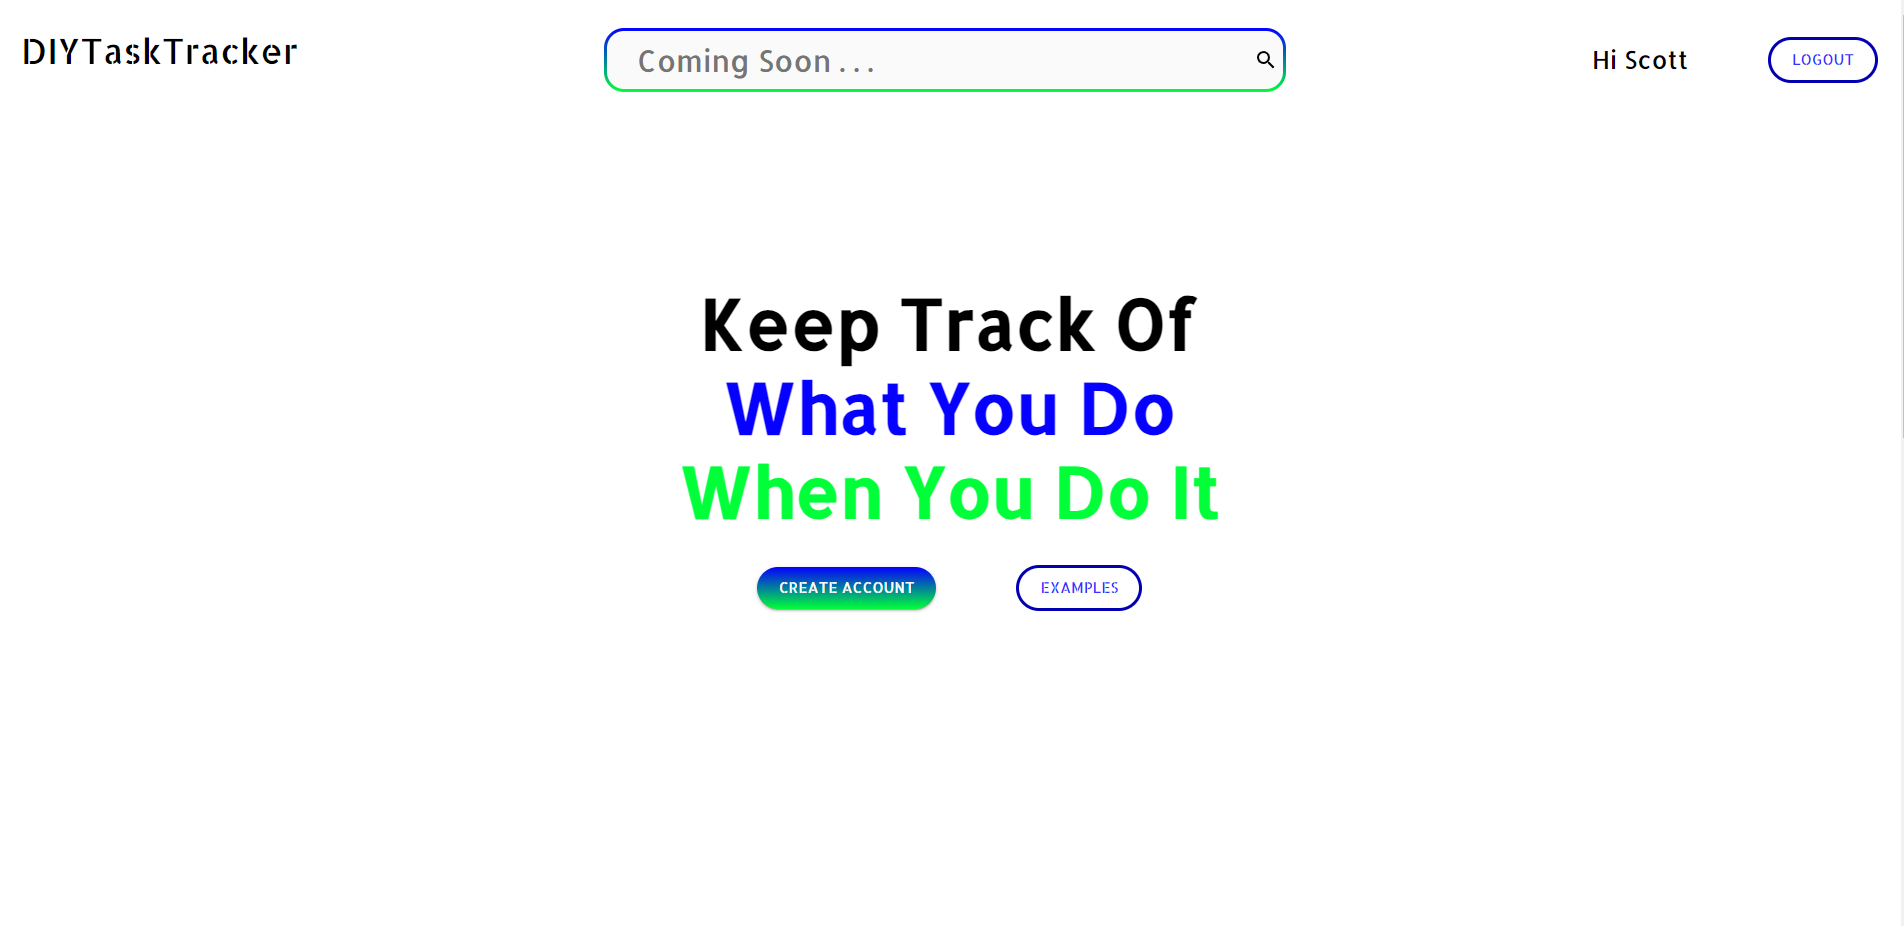 DIYTaskTracker
Coming Soon . . .
Hi Scott
LOGOUT
Keep Track Of
What You Do
When You Do It
CREATE ACCOUNT
EXAMPLES